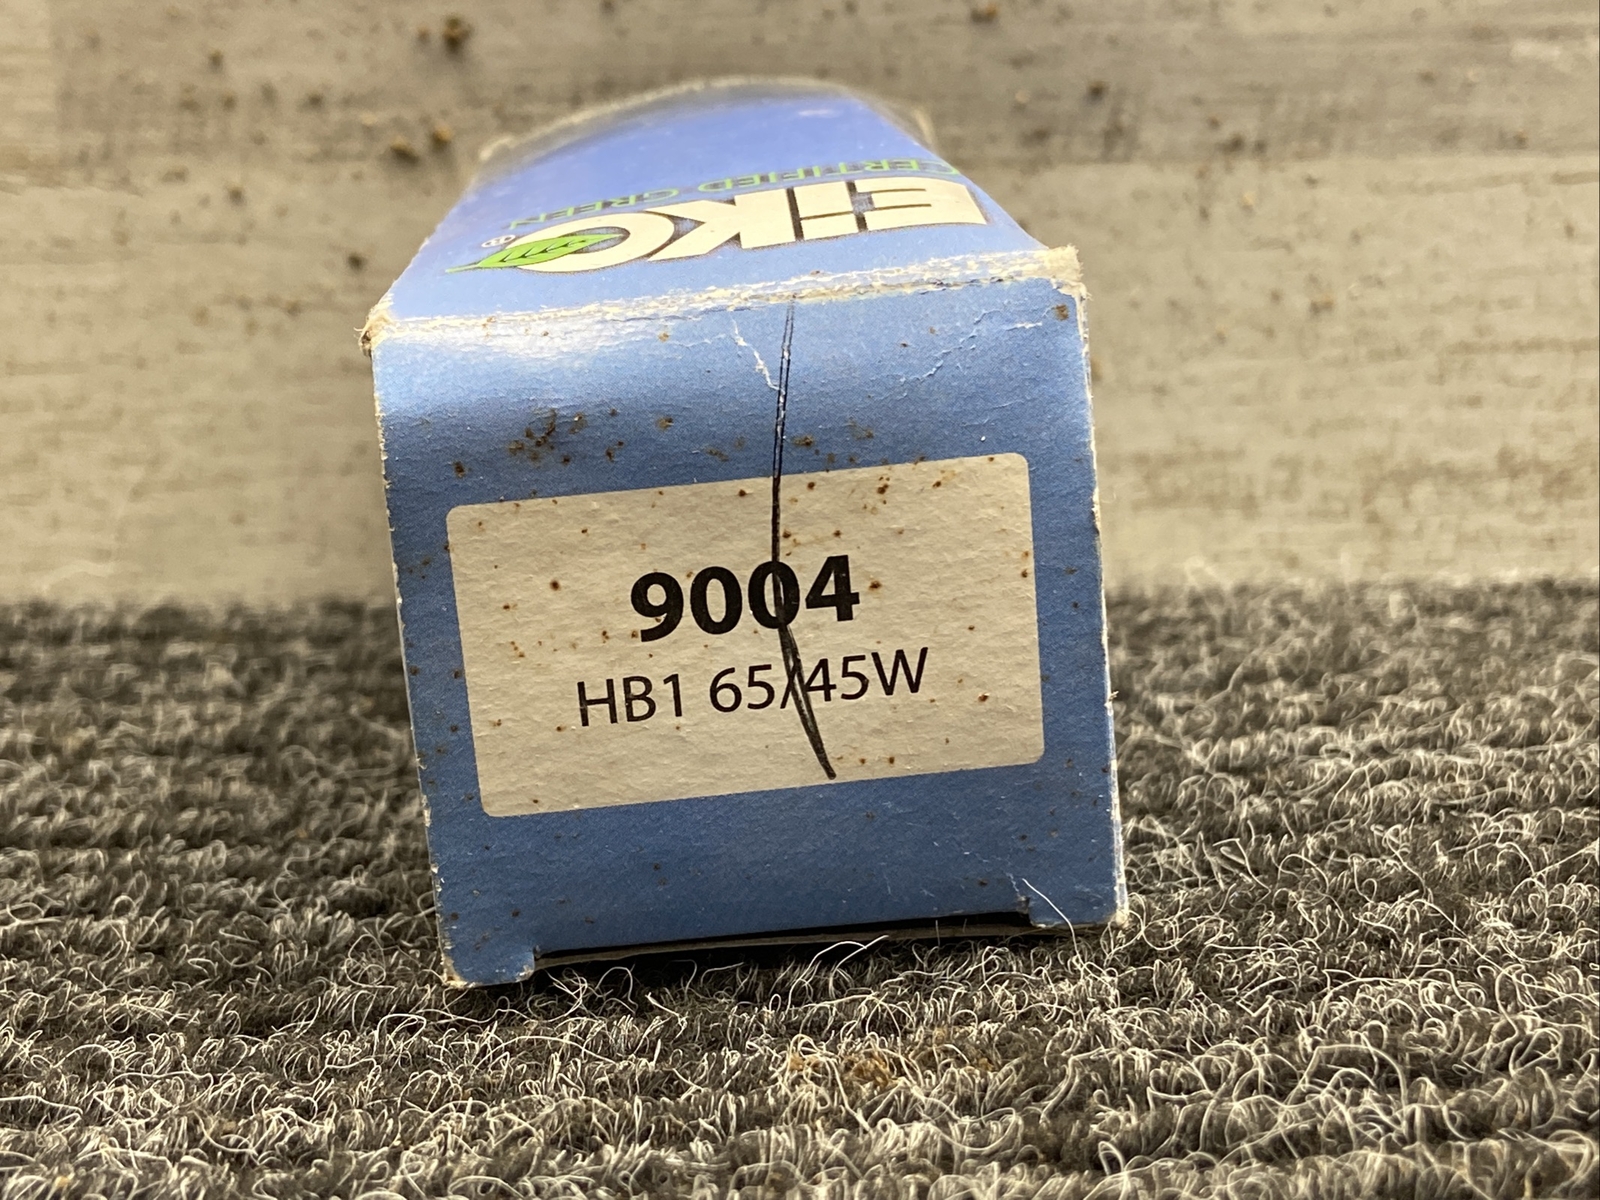 CERTIFIED GREEN
EIKO®
9004
HB1 65/45W